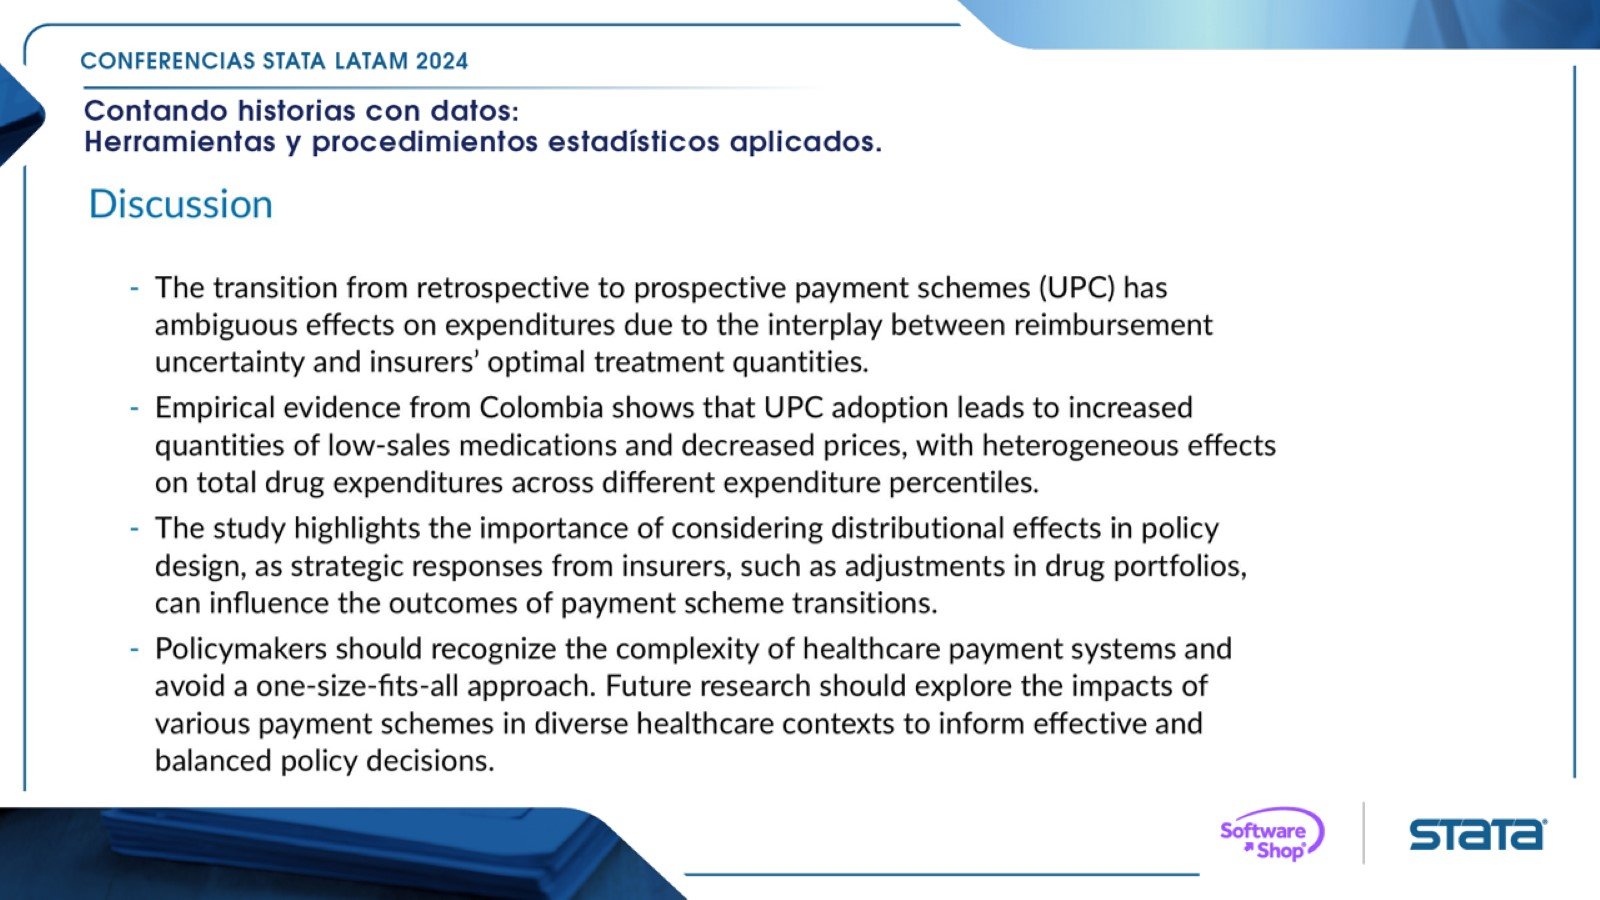 CONFERENCIAS STATA LATAM 2024
Contando historias con datos:
Herramientas y procedimientos estadísticos aplicados.
Discussion
- The transition from retrospective to prospective payment schemes (UPC) has
ambiguous effects on expenditures due to the interplay between reimbursement
uncertainty and insurers’ optimal treatment quantities.
- Empirical evidence from Colombia shows that UPC adoption leads to increased
quantities of low-sales medications and decreased prices, with heterogeneous effects
on total drug expenditures across different expenditure percentiles.
- The study highlights the importance of considering distributional effects in policy
design, as strategic responses from insurers, such as adjustments in drug portfolios,
can influence the outcomes of payment scheme transitions.
- Policymakers should recognize the complexity of healthcare payment systems and
avoid a one-size-fits-all approach. Future research should explore the impacts of
various payment schemes in diverse healthcare contexts to inform effective and
balanced policy decisions.
Software
Shop
STATA®